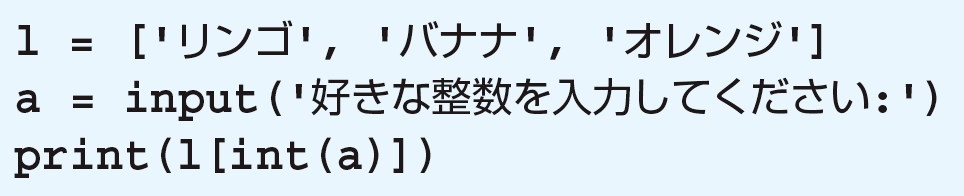 l = ['リンゴ', 'バナナ', 'オレンジ']
a = input('好きな整数を入力してください:')
print(l[int(a)])